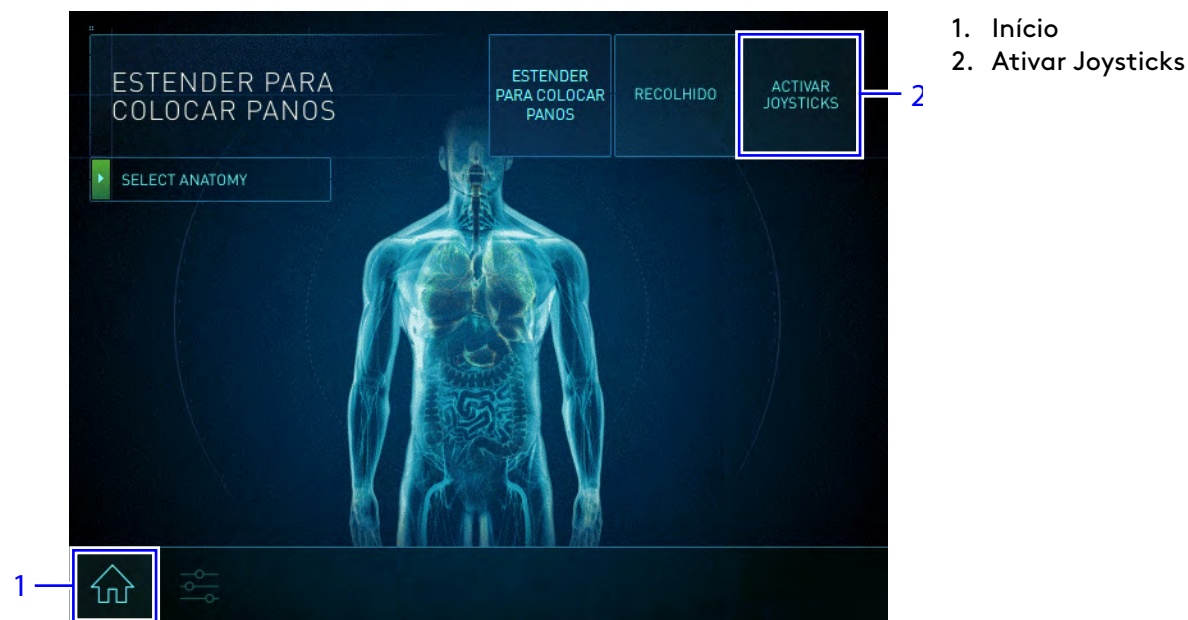 ESTENDER PARA
COLOCAR PANOS
ESTENDER
PARA COLOCAR
PANOS
RECOLHIDO
ACTIVAR
JOYSTICKS
2
SELECT ANATOMY
1
1. Início
2. Ativar Joysticks